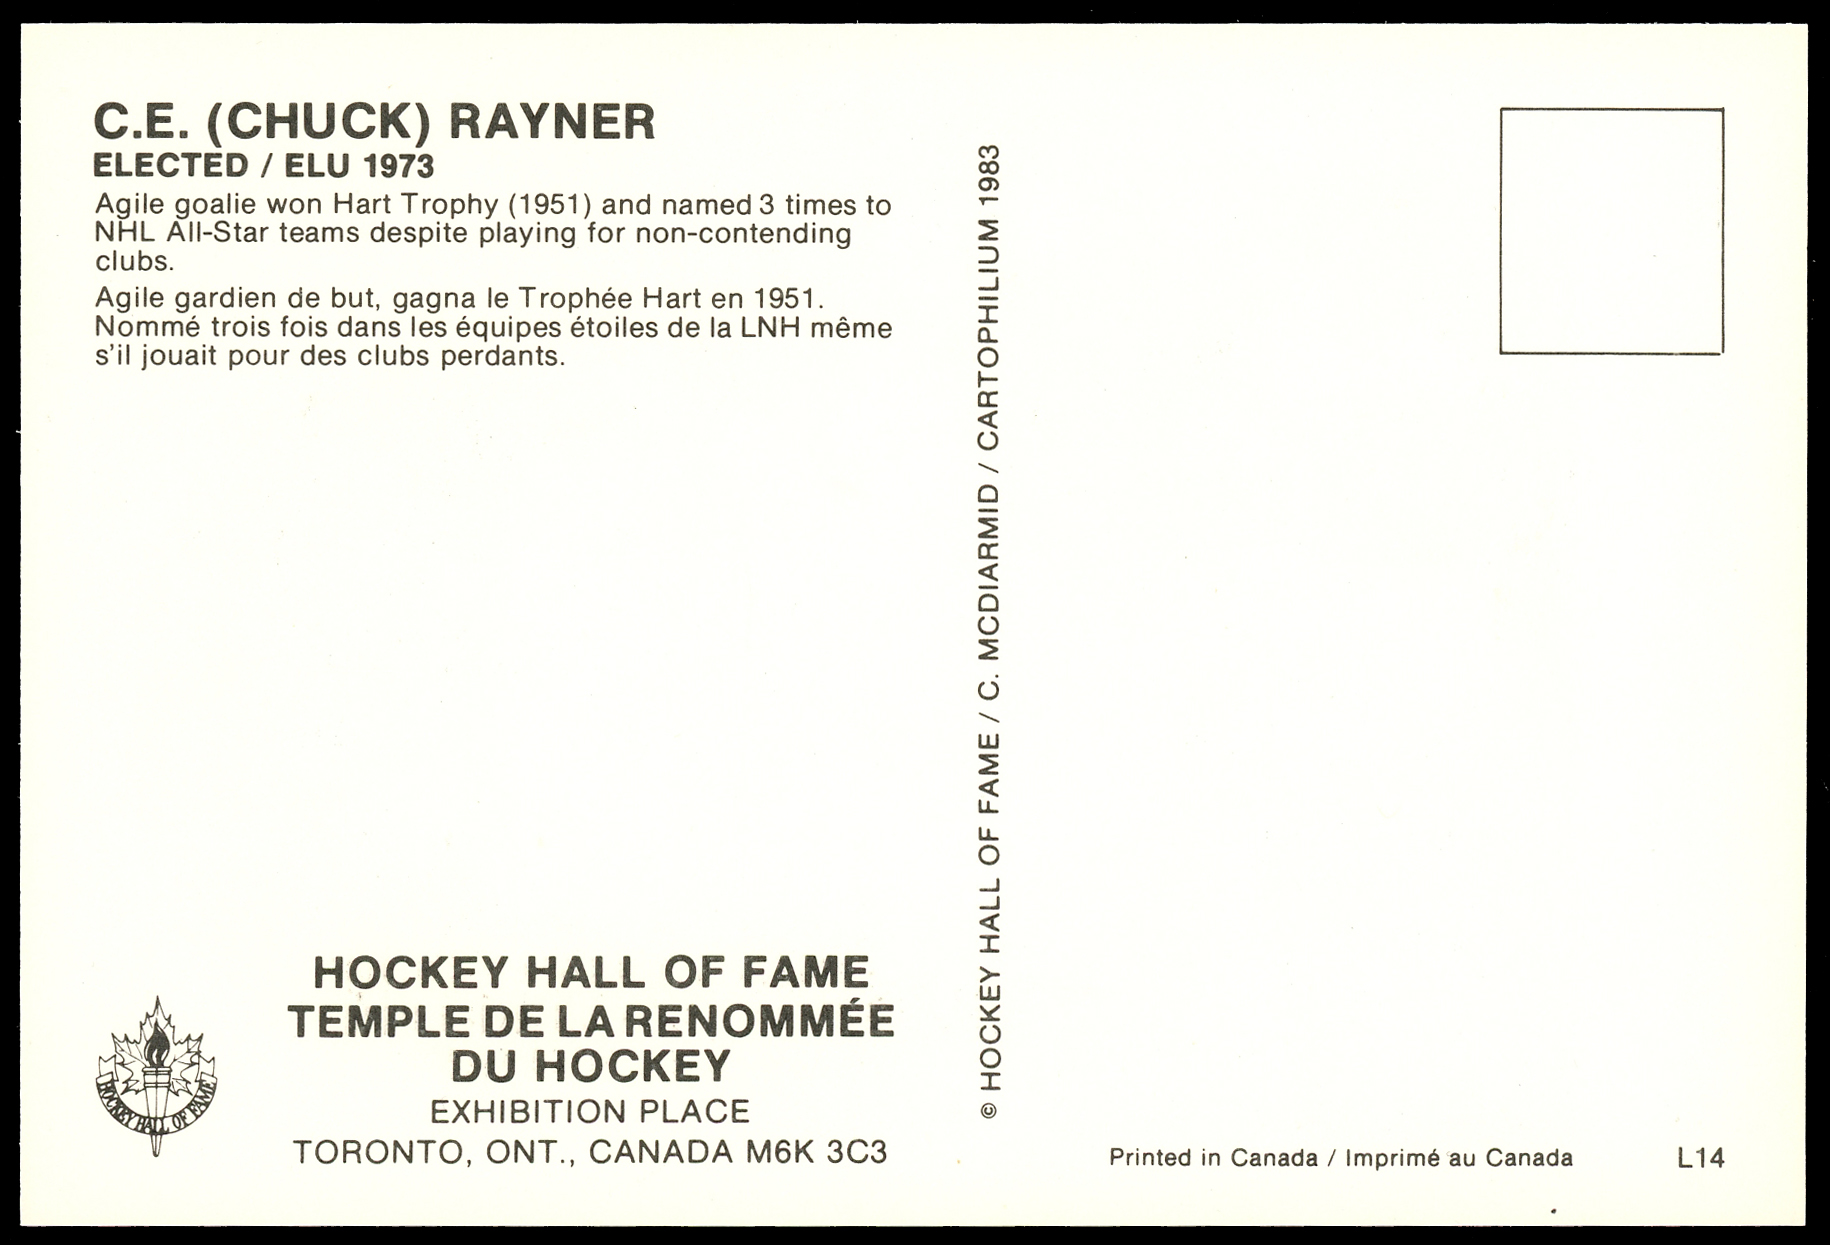 C.E. (CHUCK) RAYNER
ELECTED / ELU 1973
Agile goalie won Hart Trophy (1951) and named 3 times to
NHL All-Star teams despite playing for non-contending
clubs.
Agile gardien de but, gagna le Trophée Hart en 1951.
Nommé trois fois dans les équipes étoiles de la LNH même
s'il jouait pour des clubs perdants.
HOCKEY HALL OF FAME
HOCKEY HALL OF FAME
TEMPLE DE LA RENOMMÉE
DU HOCKEY
EXHIBITION PLACE
TORONTO, ONT., CANADA M6K 3C3
© HOCKEY HALL OF FAME / C. MCDIARMID / CARTOPHILIUM 1983
Printed in Canada / Imprimé au Canada
L14